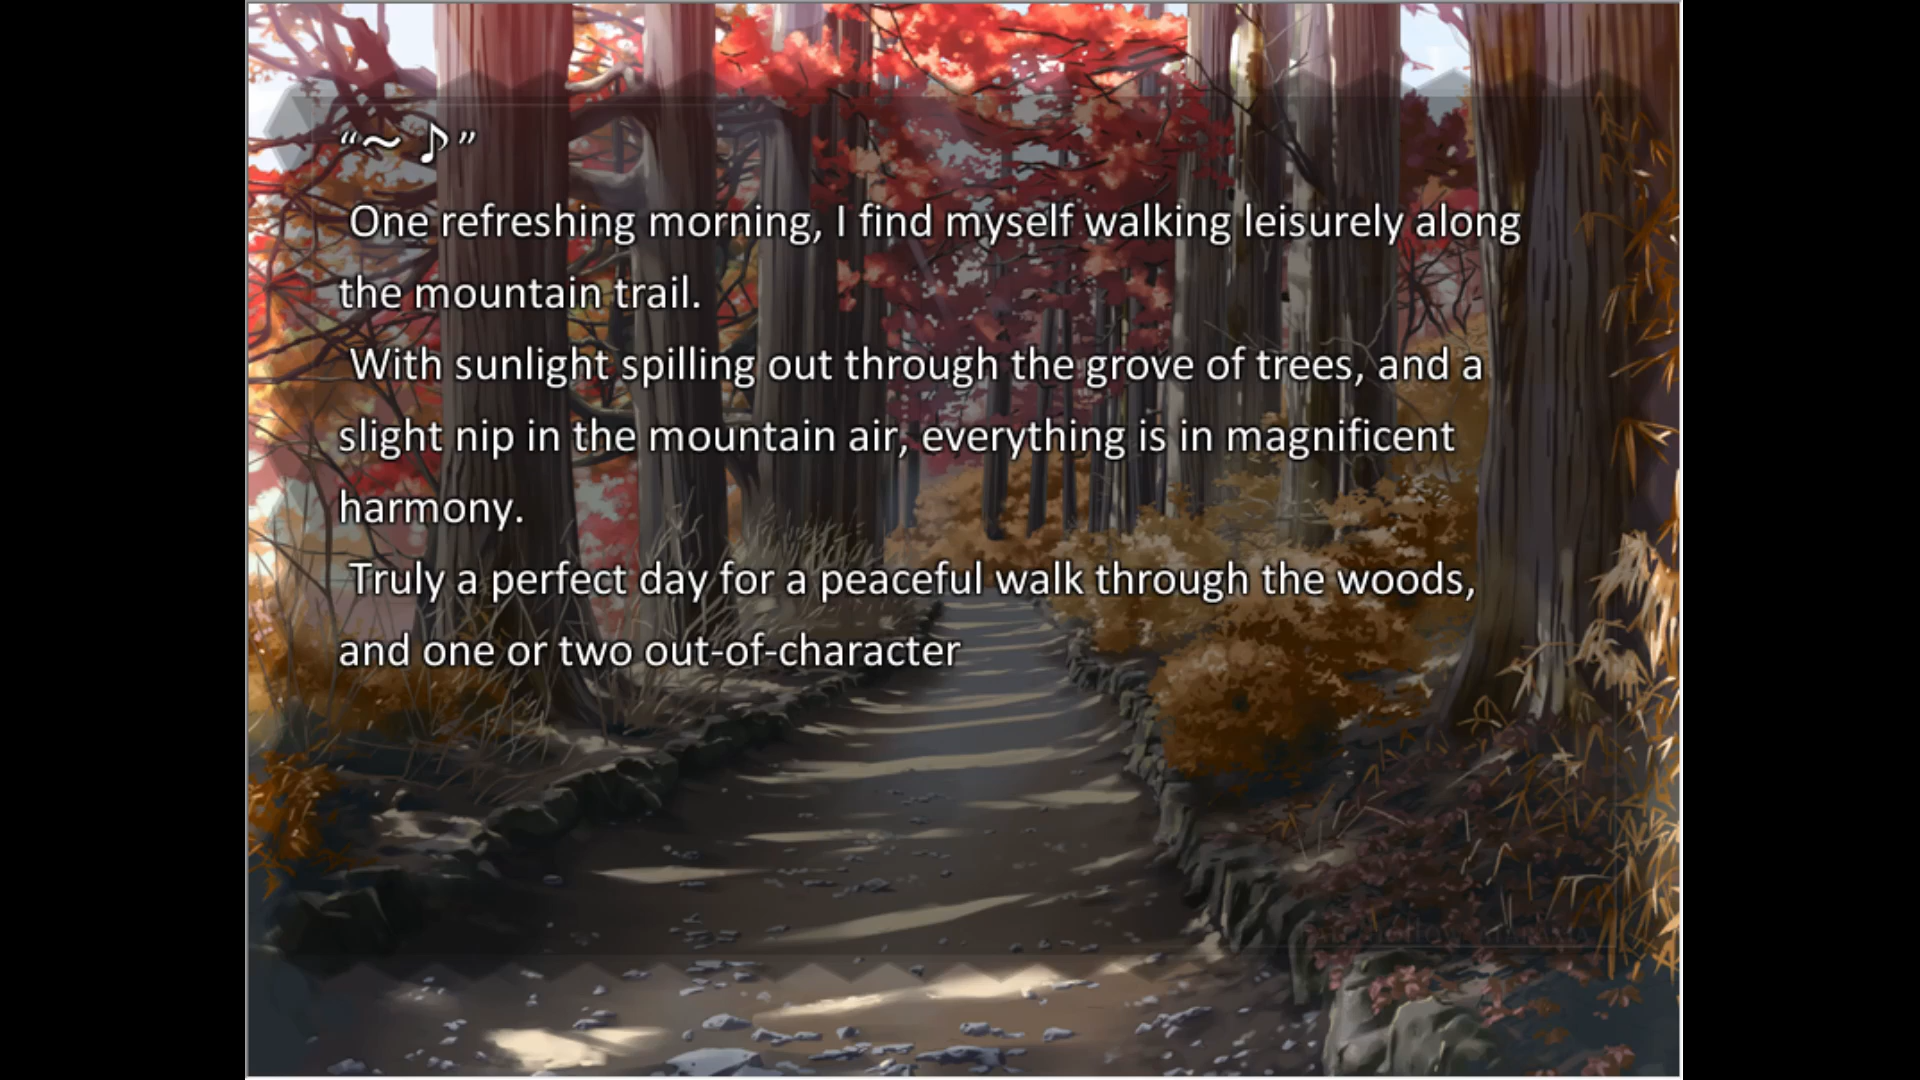 “～ ♪”
One refreshing morning, I find myself walking leisurely along
the mountain trail.
With sunlight spilling out through the grove of trees, and a
slight nip in the mountain air, everything is in magnificent
harmony.
Truly a perfect day for a peaceful walk through the woods,
and one or two out-of-character